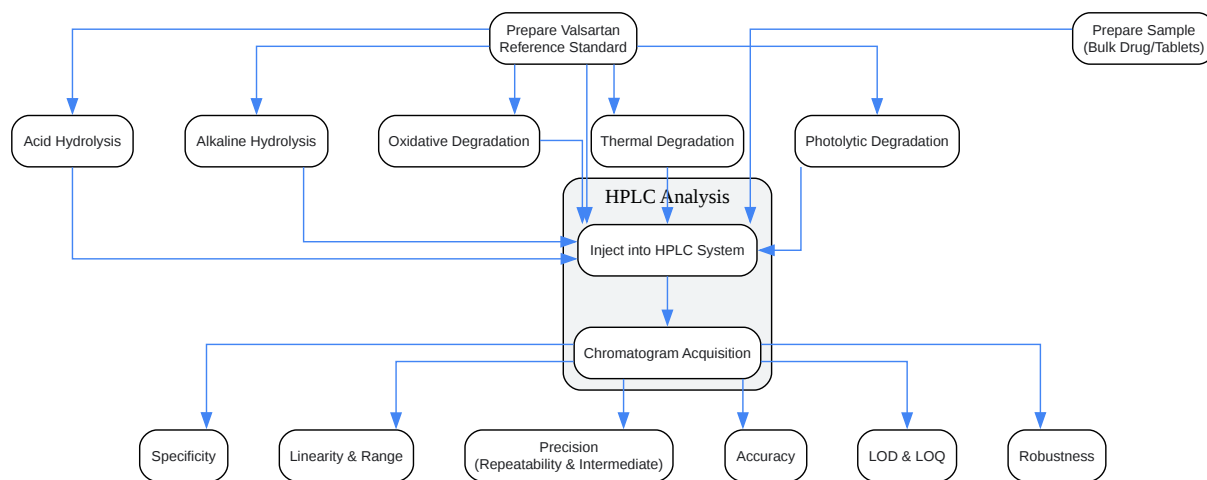 Prepare Valsartan
Reference Standard
Prepare Sample
(Bulk Drug/Tablets)
Acid Hydrolysis
Alkaline Hydrolysis
Oxidative Degradation
Thermal Degradation
Photolytic Degradation
HPLC Analysis
Inject into HPLC System
Chromatogram Acquisition
Specificity
Linearity & Range
Precision
(Repeatability & Intermediate)
Accuracy
LOD & LOQ
Robustness